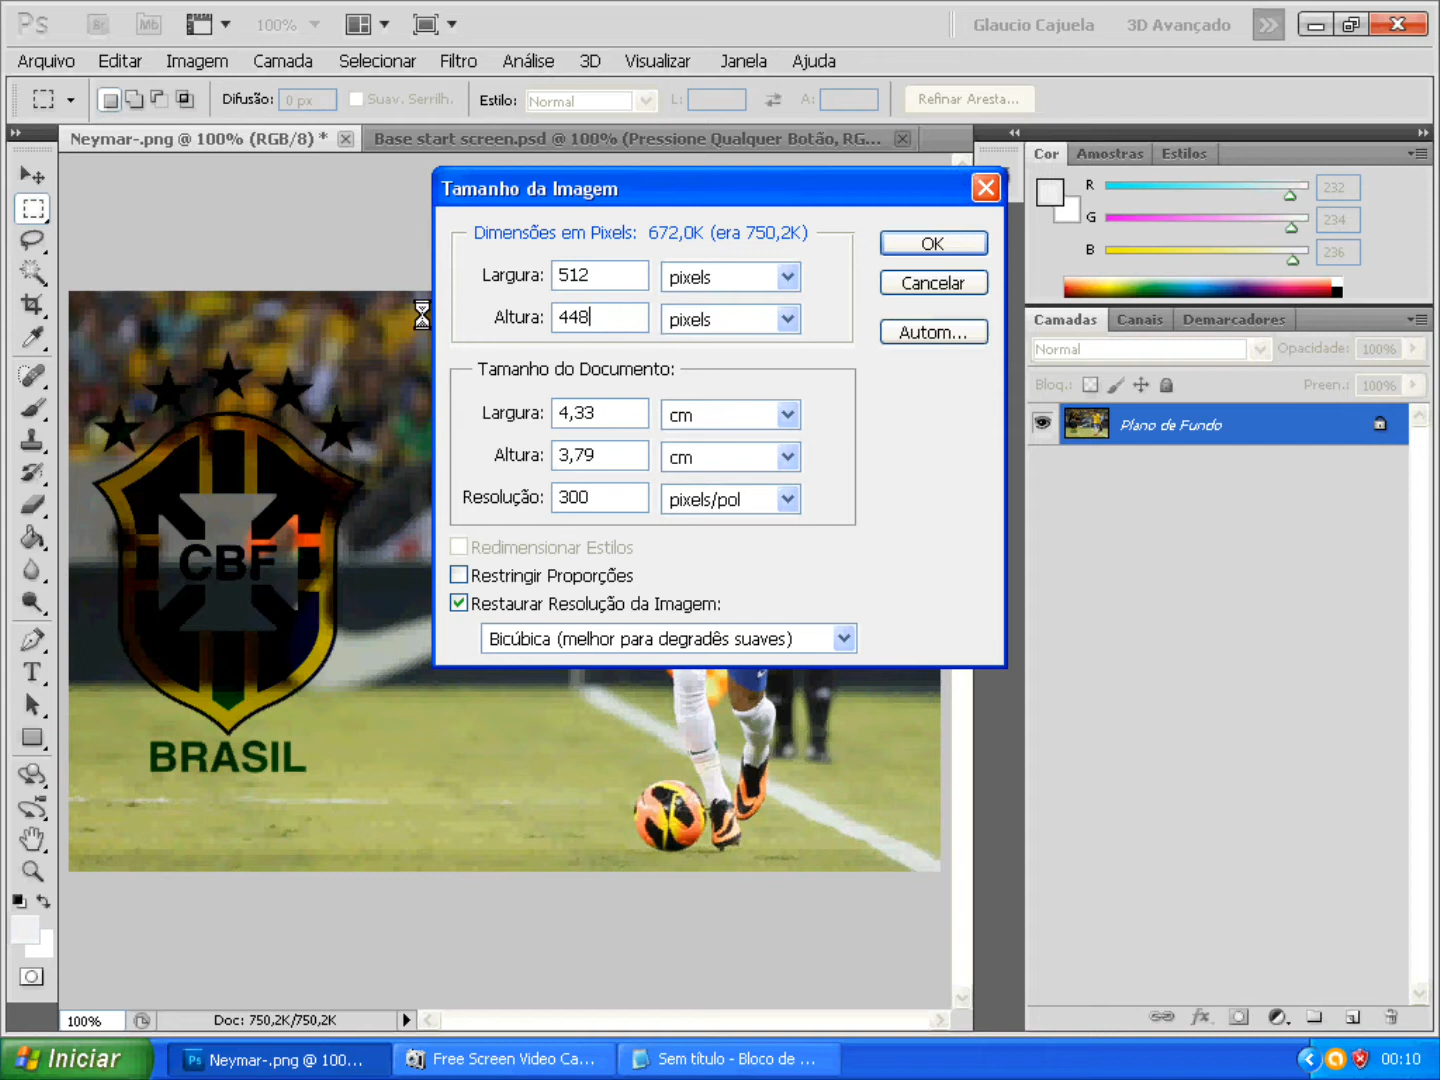 Ps Br Mb 100% Glaucio Cajuela 3D Avançado
Arquivo Editar Imagem Camada Selecionar Filtro Análise 3D Visualizar Janela Ajuda
Difusão: 0 px Suav. Serrilh. Estilo: Normal L: A: Refinar Aresta...
Neymar-.png @ 100% (RGB/8) * Base start screen.psd @ 100% (Pressione Qualquer Botão, RG...
Cor Amostras Estilos
R 232
G 234
B 236
Tamanho da Imagem
Dimensões em Pixels: 672,0K (era 750,2K)
Largura: 512 pixels
Altura: 448 pixels
OK
Cancelar
Autom...
Tamanho do Documento:
Largura: 4,33 cm
Altura: 3,79 cm
Resolução: 300 pixels/pol
Redimensionar Estilos
Restringir Proporções
Restaurar Resolução da Imagem:
Bicúbica (melhor para degradês suaves)
Camadas Canais Demarcadores
Normal Opacidade: 100%
Bloq.: Preen.: 100%
Plano de Fundo
CBF
BRASIL
T
fx
100% Doc: 750,2K/750,2K
Iniciar Ps Neymar-.png @ 100... Free Screen Video Ca... Sem título - Bloco de ... 00:10